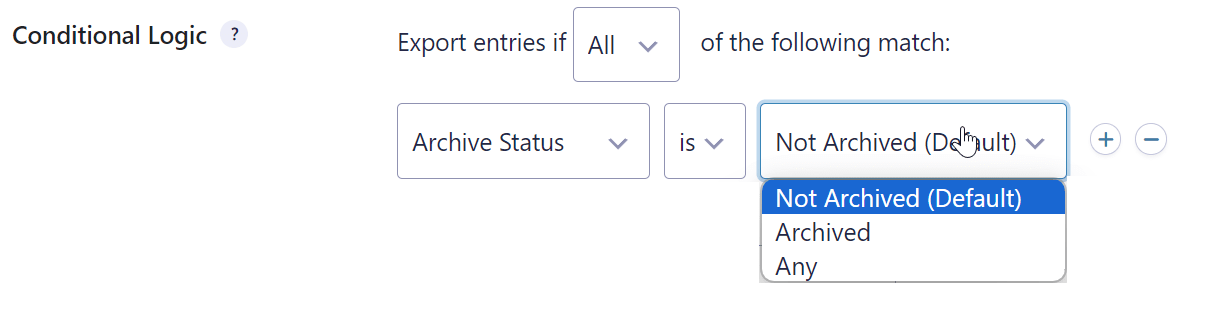 Conditional Logic ?
Export entries if All of the following match:
Archive Status is Not Archived (Default)
Not Archived (Default)
Archived
Any